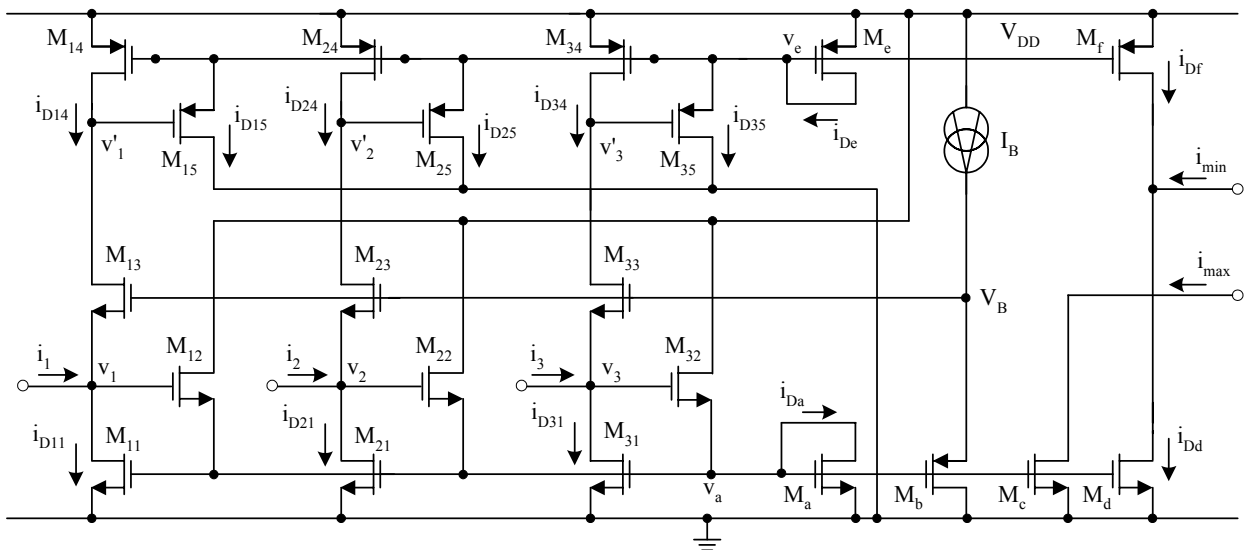 M14
M24
M34
ve
Me
VDD
Mf
iD14
iD24
iD34
iDe
iDf
v'1
M15
iD15
v'2
M25
iD25
v'3
M35
iD35
IB
imin
M13
M23
M33
imax
VB
i1
v1
M12
i2
v2
M22
i3
v3
M32
iDa
iD11
M11
iD21
M21
iD31
M31
iDd
va
Ma
Mb
Mc
Md